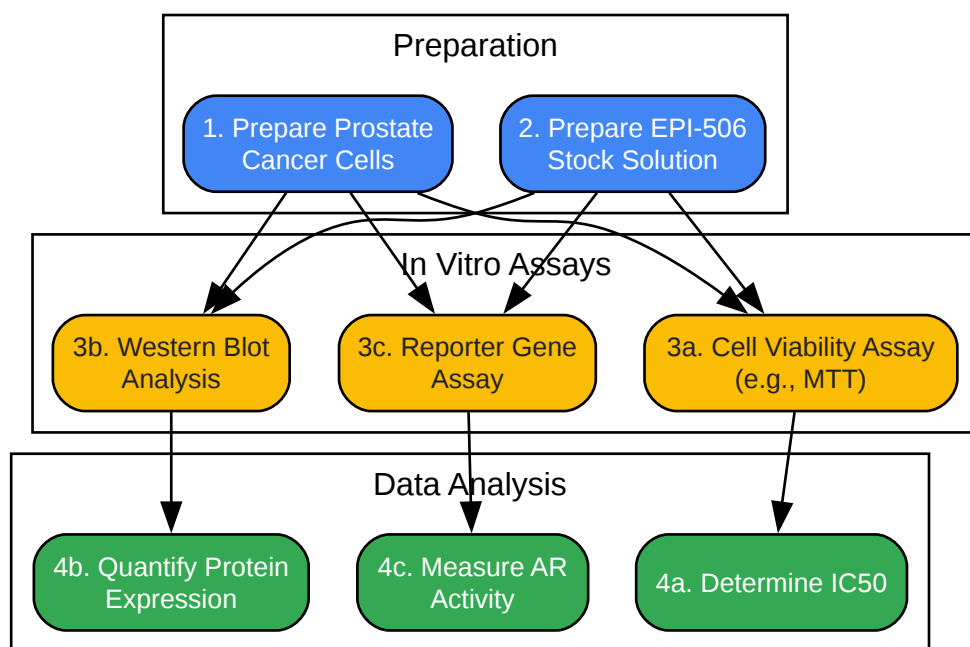 Preparation
1. Prepare Prostate
Cancer Cells
2. Prepare EPI-506
Stock Solution
In Vitro Assays
3b. Western Blot
Analysis
3c. Reporter Gene
Assay
3a. Cell Viability Assay
(e.g., MTT)
Data Analysis
4b. Quantify Protein
Expression
4c. Measure AR
Activity
4a. Determine IC50